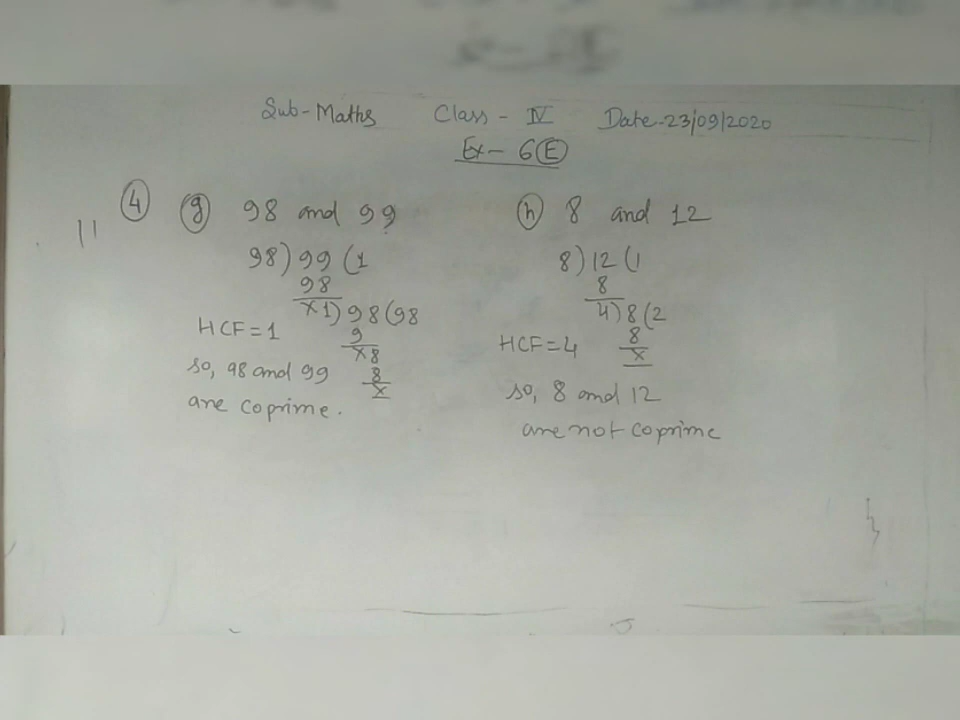 Sub-Maths Class - IV Date-23/09/2020
Ex- 6(E)
(4) (g) 98 and 99
98)99(1
98
x1)98(98
9
x8
8
x
HCF=1
so, 98 and 99
are coprime.
(h) 8 and 12
8)12(1
8
4)8(2
8
x
HCF=4
so, 8 and 12
are not coprime